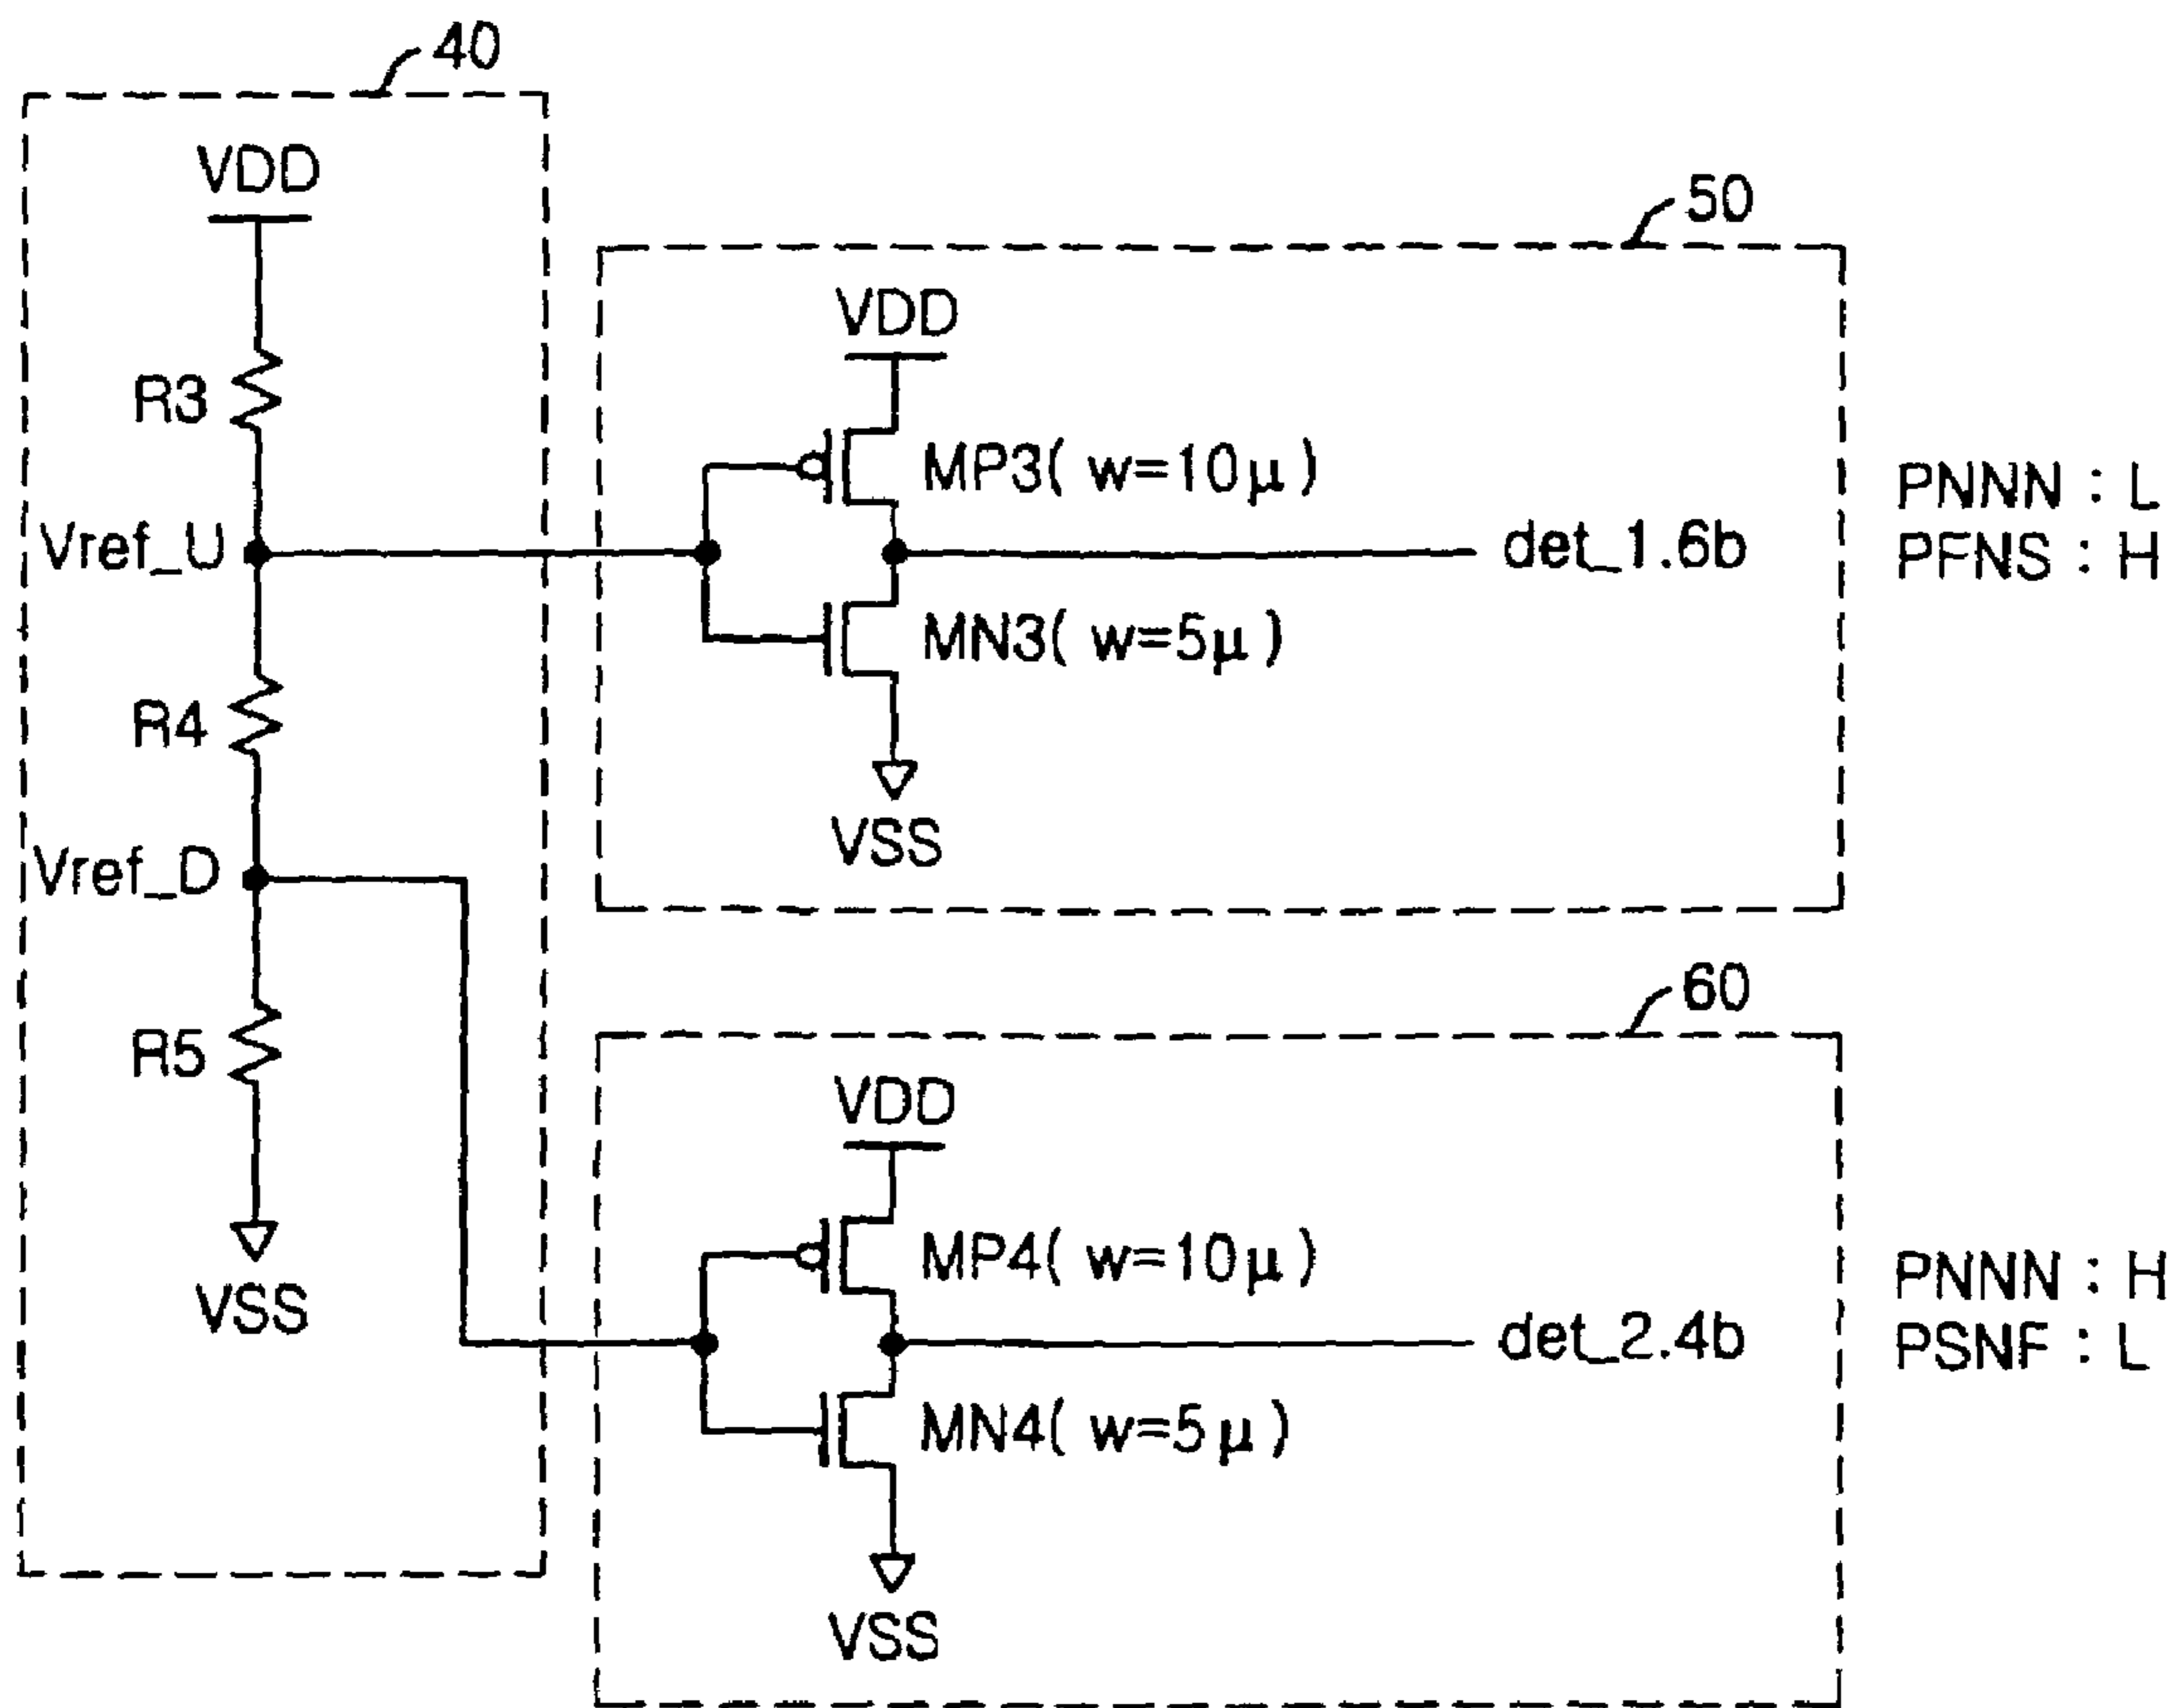 40
VDD
R3
Vref_U
R4
Vref_D
R5
VSS
50
VDD
MP3( w=10μ )
det_1.6b
MN3( w=5μ )
VSS
PNNN : L
PFNS : H
60
VDD
MP4( w=10μ )
det_2.4b
MN4( w=5μ )
VSS
PNNN : H
PSNF : L